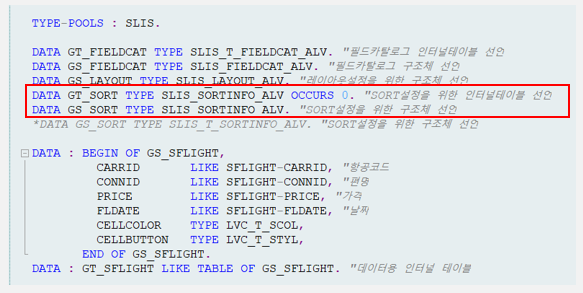 TYPE-POOLS : SLIS.
DATA GT_FIELDCAT TYPE SLIS_T_FIELDCAT_ALV. "필드카탈로그 인터널테이블 선언
DATA GS_FIELDCAT TYPE SLIS_FIELDCAT_ALV. "필드카탈로그 구조체 선언
DATA GS_LAYOUT TYPE SLIS_LAYOUT_ALV. "레이아웃설정을 위한 구조체 선언
DATA GT_SORT TYPE SLIS_SORTINFO_ALV OCCURS 0. "SORT설정을 위한 인터널테이블 선언
DATA GS_SORT TYPE SLIS_SORTINFO_ALV. "SORT설정을 위한 구조체 선언
*DATA GS_SORT TYPE SLIS_T_SORTINFO_ALV. "SORT설정을 위한 구조체 선언
DATA : BEGIN OF GS_SFLIGHT,
CARRID LIKE SFLIGHT-CARRID, "항공코드
CONNID LIKE SFLIGHT-CONNID, "편명
PRICE LIKE SFLIGHT-PRICE, "가격
FLDATE LIKE SFLIGHT-FLDATE, "날짜
CELLCOLOR TYPE LVC_T_SCOL,
CELLBUTTON TYPE LVC_T_STYL,
END OF GS_SFLIGHT.
DATA : GT_SFLIGHT LIKE TABLE OF GS_SFLIGHT. "데이터용 인터널 테이블